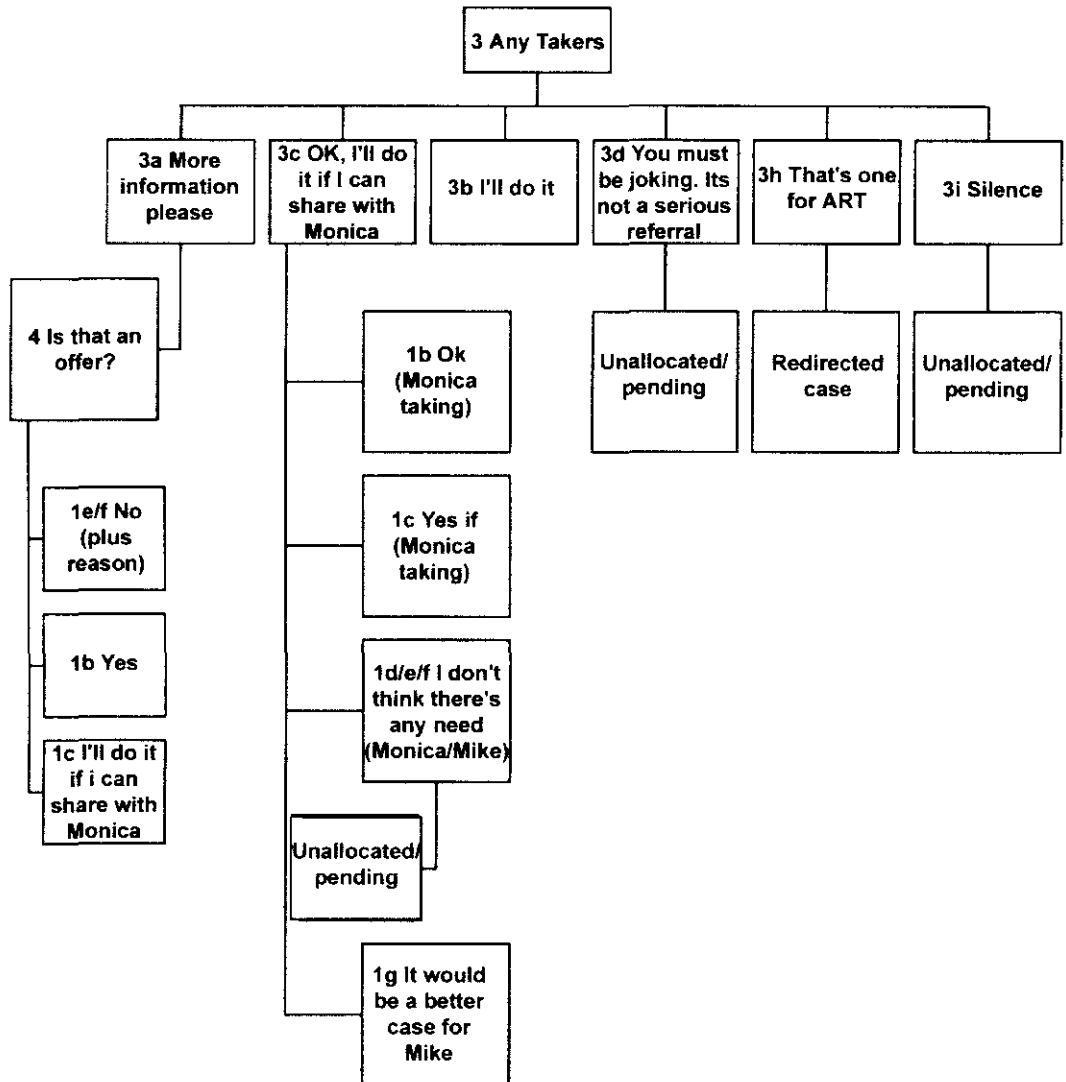 3 Any Takers
3a More
information
please
3c OK, I'll do
it if I can
share with
Monica
3b I'll do it
3d You must
be joking. Its
not a serious
referral
3h That's one
for ART
3i Silence
4 Is that an
offer?
1e/f No
(plus
reason)
1b Yes
1c I'll do it
if i can
share with
Monica
1b Ok
(Monica
taking)
1c Yes if
(Monica
taking)
1d/e/f I don't
think there's
any need
(Monica/Mike)
Unallocated/
pending
1g It would
be a better
case for
Mike
Unallocated/
pending
Redirected
case
Unallocated/
pending